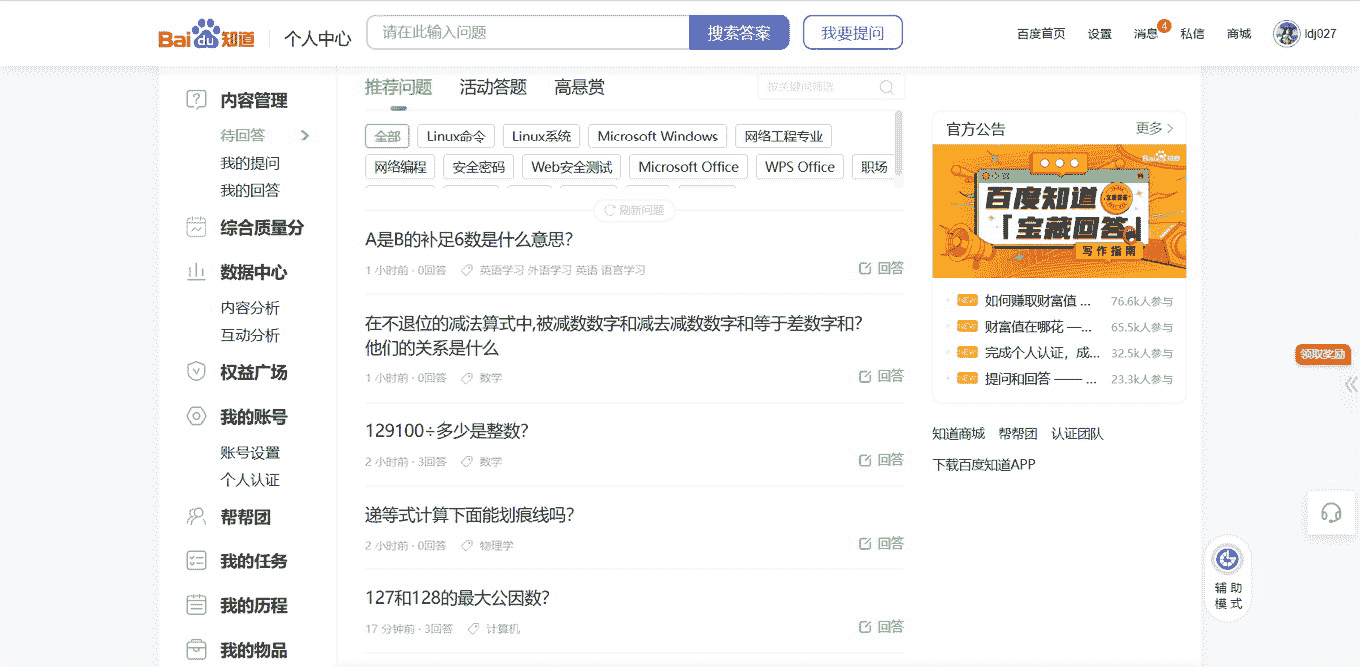 Bai du 知道
个人中心
请在此输入问题
搜索答案
我要提问
百度首页 设置 消息 4 私信 商城 ldj027
内容管理
待回答
我的提问
我的回答
综合质量分
数据中心
内容分析
互动分析
权益广场
我的账号
账号设置
个人认证
帮帮团
我的任务
我的历程
我的物品
推荐问题 活动答题 高悬赏
按关键词筛选
全部 Linux命令 Linux系统 Microsoft Windows 网络工程专业
网络编程 安全密码 Web安全测试 Microsoft Office WPS Office 职场
刷新问题
A是B的补足6数是什么意思?
1 小时前 · 0回答 英语学习 外语学习 英语 语言学习 回答
在不退位的减法算式中,被减数数字和减去减数数字和等于差数字和?
他们的关系是什么
1 小时前 · 0回答 数学 回答
129100÷多少是整数?
2 小时前 · 3回答 数学 回答
递等式计算下面能划痕线吗?
2 小时前 · 0回答 物理学 回答
127和128的最大公因数?
17 分钟前 · 3回答 计算机 回答
官方公告 更多
百度知道
「宝藏回答」
写作指南
NEW 如何赚取财富值 ... 76.6k人参与
NEW 财富值在哪花 —... 65.5k人参与
NEW 完成个人认证，成... 32.5k人参与
NEW 提问和回答 —— ... 23.3k人参与
知道商城 帮帮团 认证团队
下载百度知道APP
领取奖励
辅助
模式